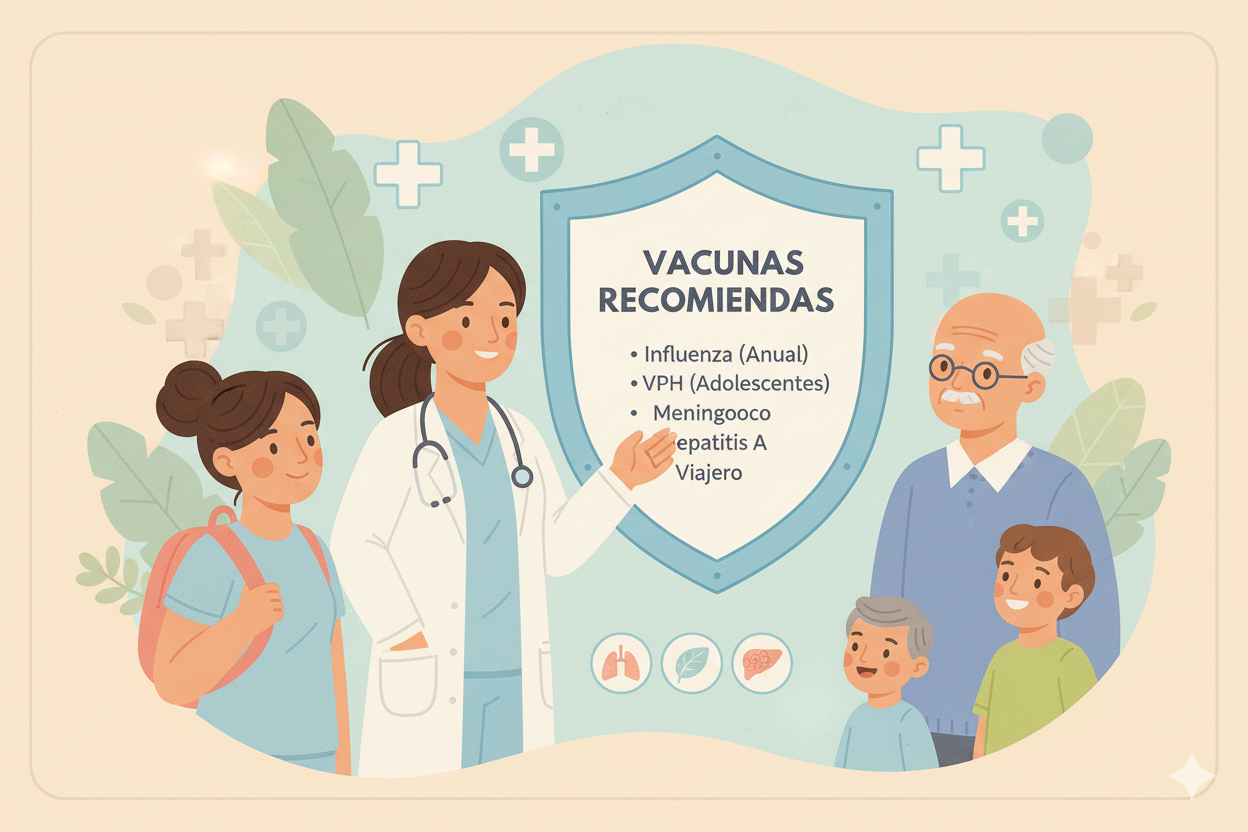 VACUNAS
RECOMIENDAS
• Influenza (Anual)
• VPH (Adolescentes)
• Meningooco
epatitis A
Viajero